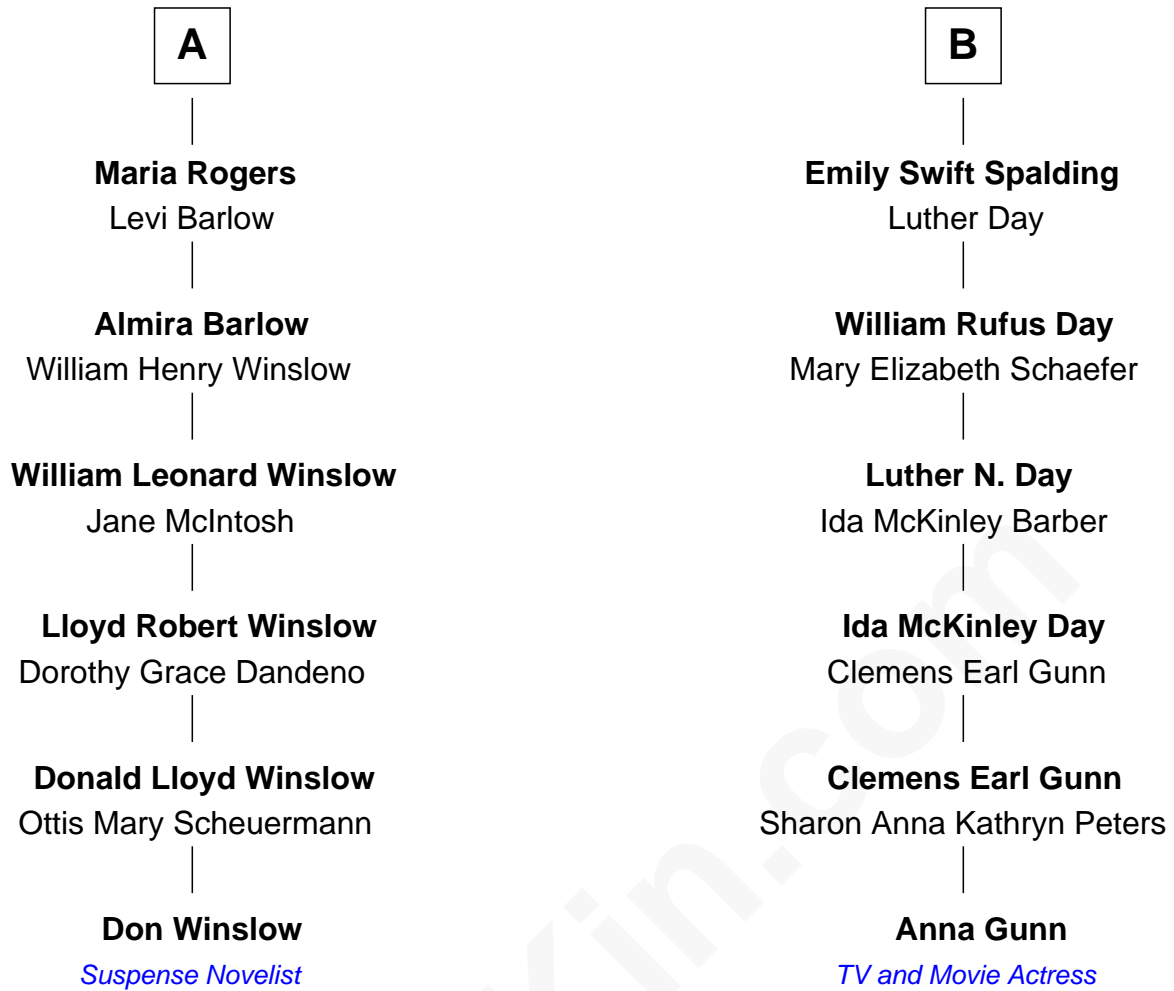 A
Maria Rogers
Levi Barlow
Almira Barlow
William Henry Winslow
William Leonard Winslow
Jane McIntosh
Lloyd Robert Winslow
Dorothy Grace Dandeno
Donald Lloyd Winslow
Ottis Mary Scheuermann
Don Winslow
Suspense Novelist
B
Emily Swift Spalding
Luther Day
William Rufus Day
Mary Elizabeth Schaefer
Luther N. Day
Ida McKinley Barber
Ida McKinley Day
Clemens Earl Gunn
Clemens Earl Gunn
Sharon Anna Kathryn Peters
Anna Gunn
TV and Movie Actress
Kin.com